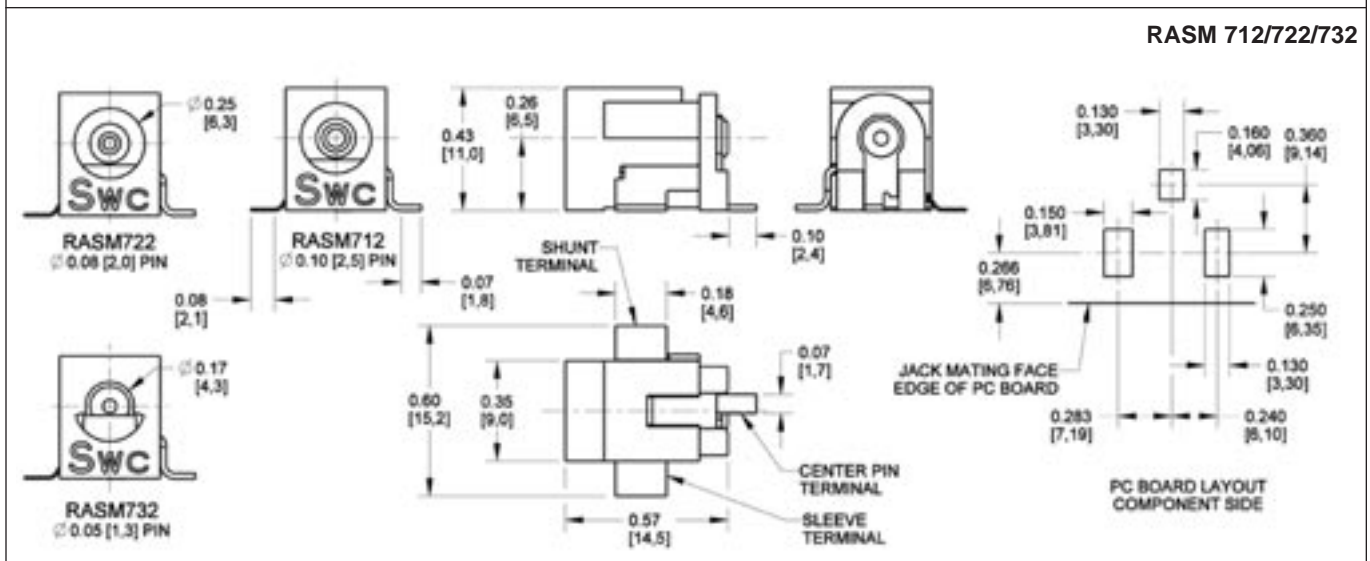 RASM 712/722/732
Ø 0.25
[6,3]
SWC
RASM722
Ø 0.08 [2,0] PIN
SWC
RASM712
Ø 0.10 [2,5] PIN
0.08
[2,1]
0.07
[1,8]
0.43
[11,0]
0.26
[6,5]
0.10
[2,4]
SHUNT
TERMINAL
0.18
[4,6]
0.60
[15,2]
0.35
[9,0]
0.07
[1,7]
CENTER PIN
TERMINAL
SLEEVE
TERMINAL
0.57
[14,5]
Ø 0.17
[4,3]
SWC
RASM732
Ø 0.05 [1,3] PIN
0.130
[3,30]
0.160
[4,06]
0.360
[9,14]
0.150
[3,81]
0.266
[6,76]
0.250
[6,35]
JACK MATING FACE
EDGE OF PC BOARD
0.130
[3,30]
0.283
[7,19]
0.240
[6,10]
PC BOARD LAYOUT
COMPONENT SIDE